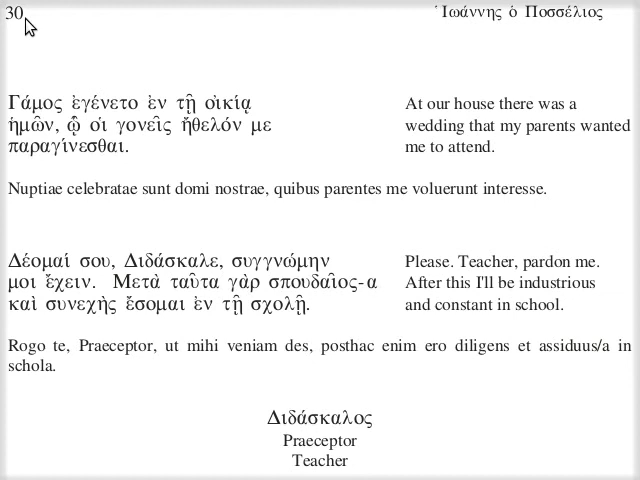 30
Ἰωάννης ὁ Ποσσέλιος
Γάμος ἐγένετο ἐν τῇ οἰκίᾳ
ἡμῶν, ᾧ οἱ γονεῖς ἤθελόν με
παραγίνεσθαι.
At our house there was a
wedding that my parents wanted
me to attend.
Nuptiae celebratae sunt domi nostrae, quibus parentes me voluerunt interesse.
Δέομαί σου, Διδάσκαλε, συγγνώμην
μοι ἔχειν. Μετὰ ταῦτα γὰρ σπουδαῖος-α
καὶ συνεχὴς ἔσομαι ἐν τῇ σχολῇ.
Please. Teacher, pardon me.
After this I'll be industrious
and constant in school.
Rogo te, Praeceptor, ut mihi veniam des, posthac enim ero diligens et assiduus/a in
schola.
Διδάσκαλος
Praeceptor
Teacher